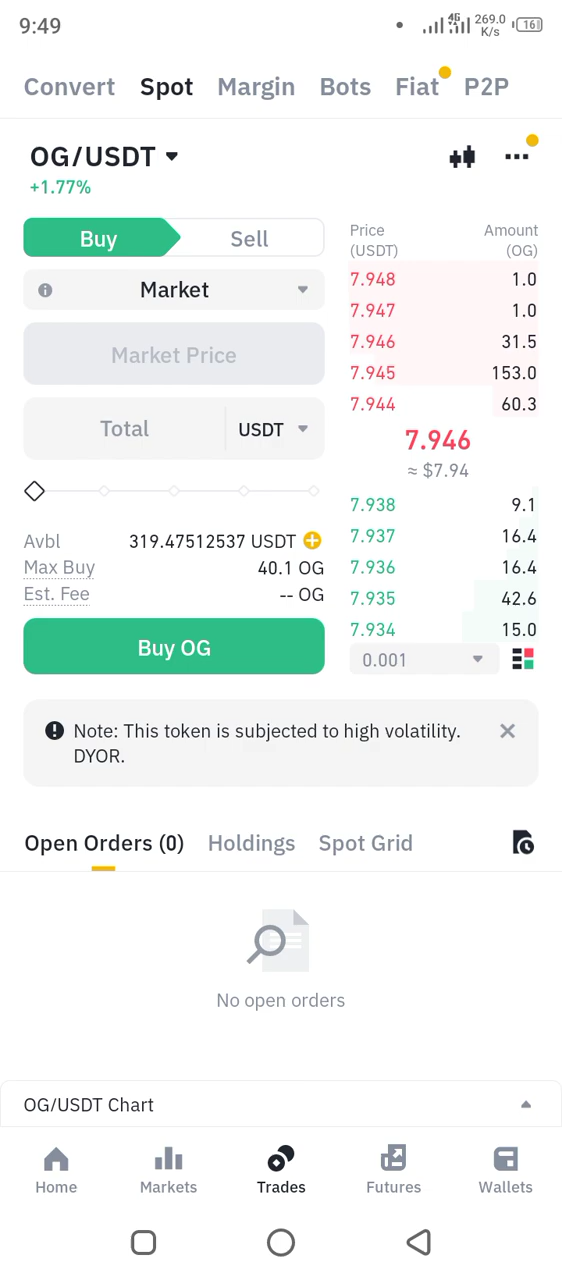 9:49
4G
269.0
K/s
16
Convert Spot Margin Bots Fiat P2P
OG/USDT
+1.77%
Buy Sell
Market
Market Price
Total USDT
Avbl 319.47512537 USDT
Max Buy 40.1 OG
Est. Fee -- OG
Buy OG
Price Amount
(USDT) (OG)
7.948 1.0
7.947 1.0
7.946 31.5
7.945 153.0
7.944 60.3
7.946
≈ $7.94
7.938 9.1
7.937 16.4
7.936 16.4
7.935 42.6
7.934 15.0
0.001
Note: This token is subjected to high volatility.
DYOR.
Open Orders (0) Holdings Spot Grid
No open orders
OG/USDT Chart
Home Markets Trades Futures Wallets